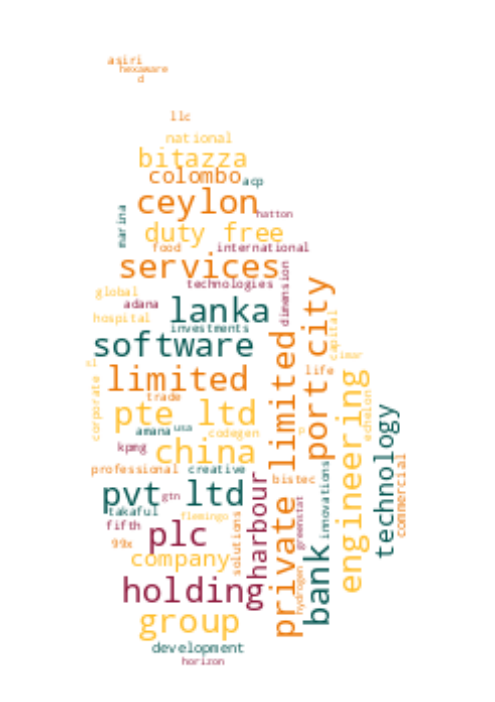 asiri
hexaware
d
llc
national
bitazza
colombo
acp
ceylon
hatton
marina
duty free
food
international
services
technologies
dimension
global
adana
hospital
lanka
investments
port city
capital
software
imar
sl
limited
life
trade
corporate
pte ltd
private limited
engineering
echelon
amana
usa
codegen
p
china
kpmg
technology
professional
creative
bistec
commercial
innovations
pvt ltd
gtn
takaful
flemingo
fifth
harbour
greenstat
plc
solutions
99x
company
bank
hydrogen
holding
group
development
horizon